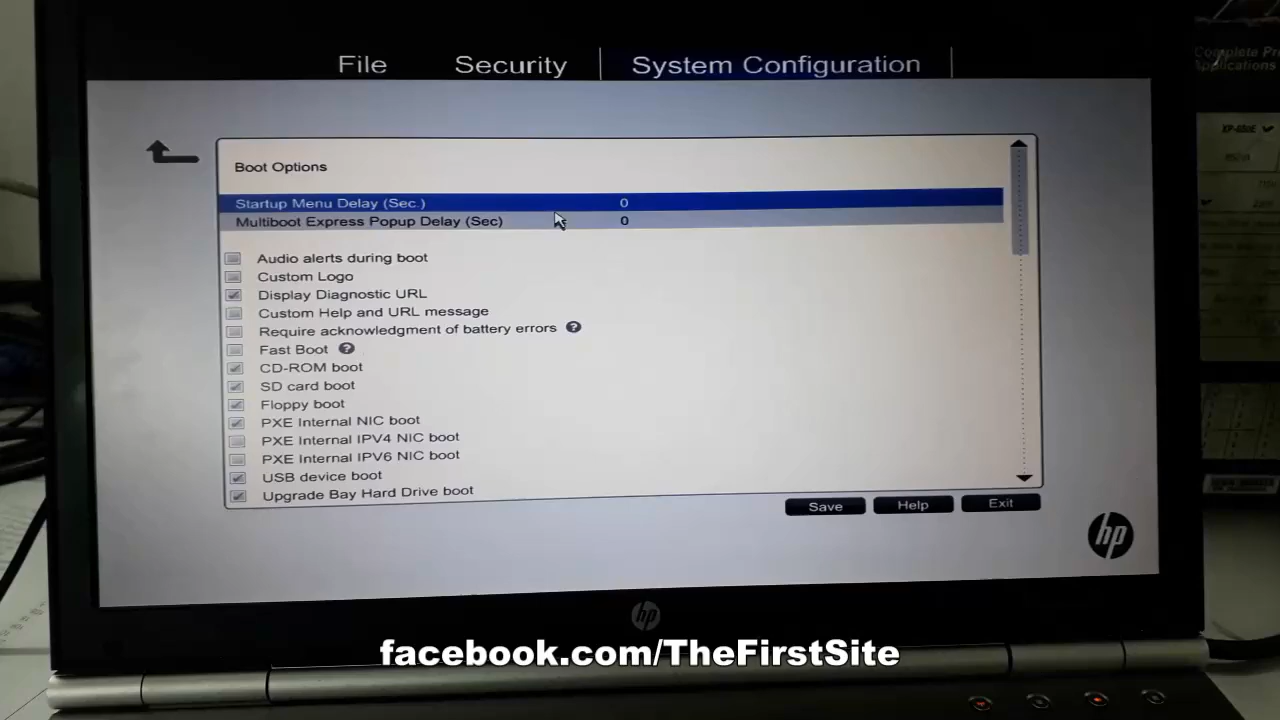 File Security System Configuration
Boot Options
Startup Menu Delay (Sec.) 0
Multiboot Express Popup Delay (Sec) 0
Audio alerts during boot
Custom Logo
Display Diagnostic URL
Custom Help and URL message
Require acknowledgment of battery errors ?
Fast Boot ?
CD-ROM boot
SD card boot
Floppy boot
PXE Internal NIC boot
PXE Internal IPV4 NIC boot
PXE Internal IPV6 NIC boot
USB device boot
Upgrade Bay Hard Drive boot
Save Help Exit
hp
hp
facebook.com/TheFirstSite
Complete Pr
Applications